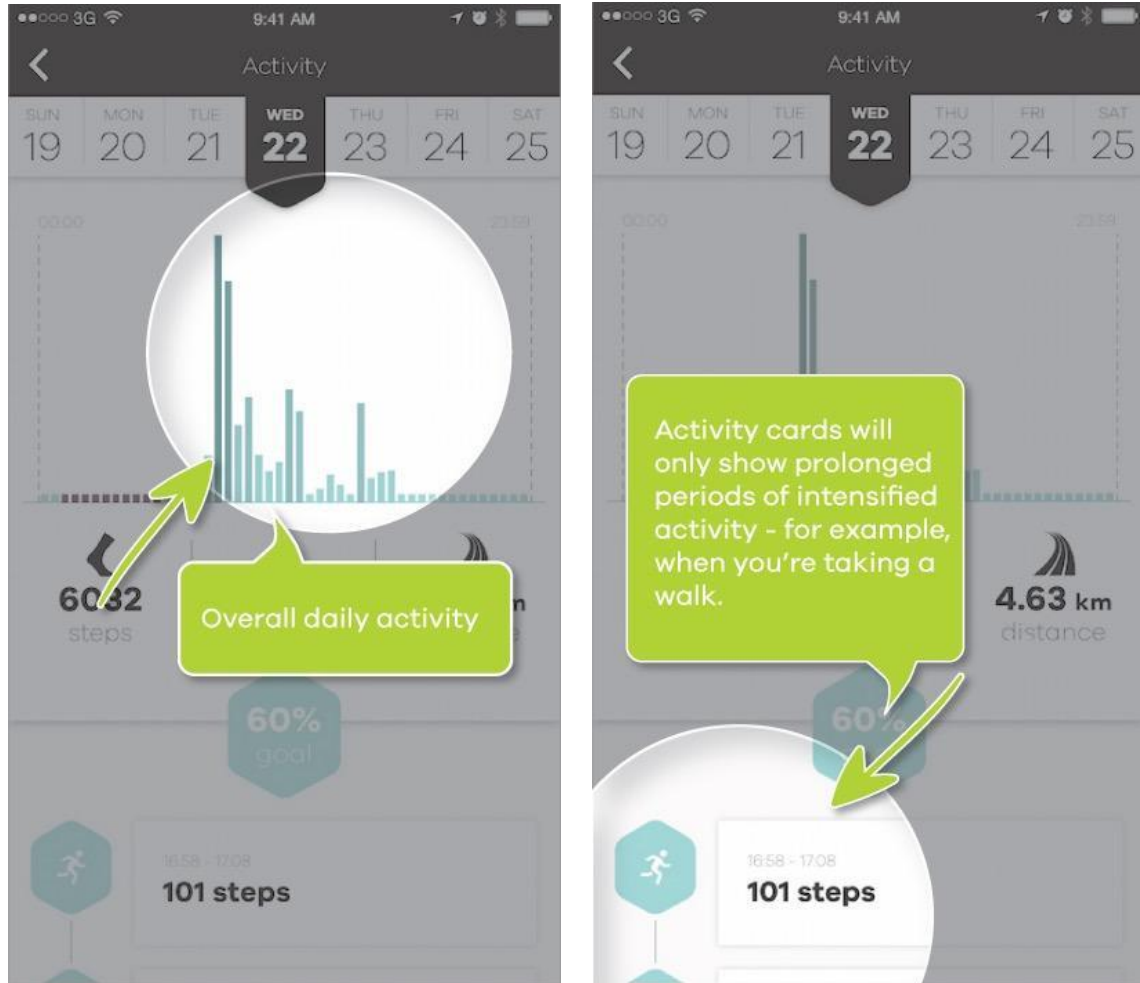 3G 9:41 AM
Activity
SUN MON TUE WED THU FRI SAT
19 20 21 22 23 24 25
00:00 23:59
6032
steps
Overall daily activity
60%
goal
16:58 - 17:08
101 steps
3G 9:41 AM
Activity
SUN MON TUE WED THU FRI SAT
19 20 21 22 23 24 25
00:00 23:59
Activity cards will
only show prolonged
periods of intensified
activity - for example,
when you're taking a
walk.
4.63 km
distance
60%
16:58 - 17:08
101 steps